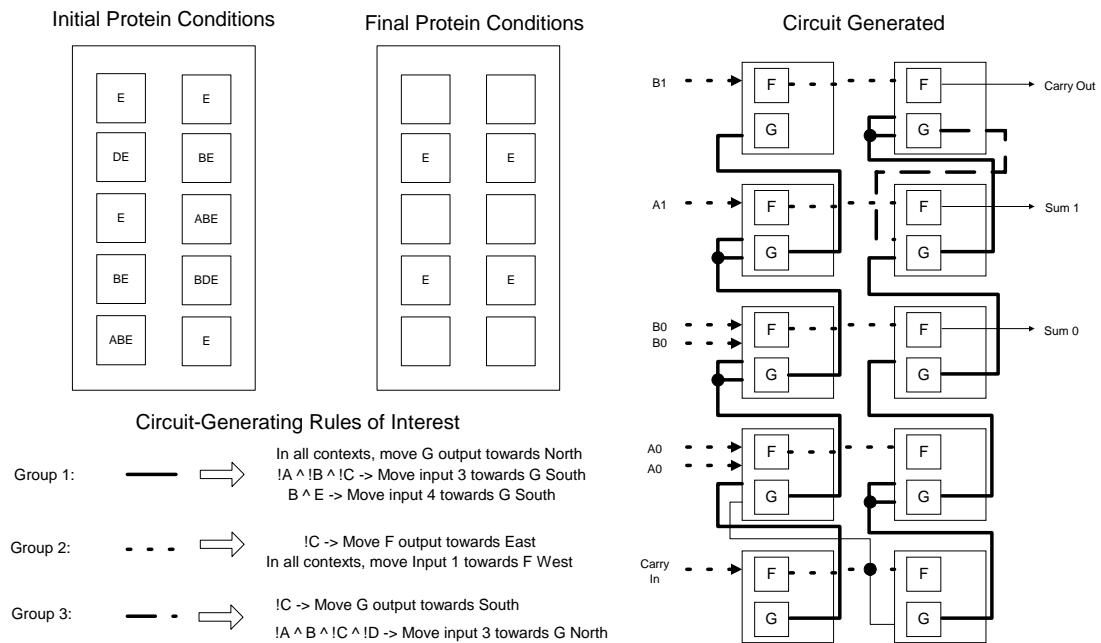 Initial Protein Conditions
Final Protein Conditions
Circuit Generated
E E
DE BE
E ABE
BE BDE
ABE E
E E
E E
B1 F F Carry Out
G G
A1 F F Sum 1
G G
B0 F F Sum 0
B0
G G
A0 F F
A0
G G
Carry
In
F F
G G
Circuit-Generating Rules of Interest
Group 1:
In all contexts, move G output towards North
!A ^ !B ^ !C -> Move input 3 towards G South
B ^ E -> Move input 4 towards G South
Group 2:
!C -> Move F output towards East
In all contexts, move Input 1 towards F West
Group 3:
!C -> Move G output towards South
!A ^ B ^ !C ^ !D -> Move input 3 towards G North